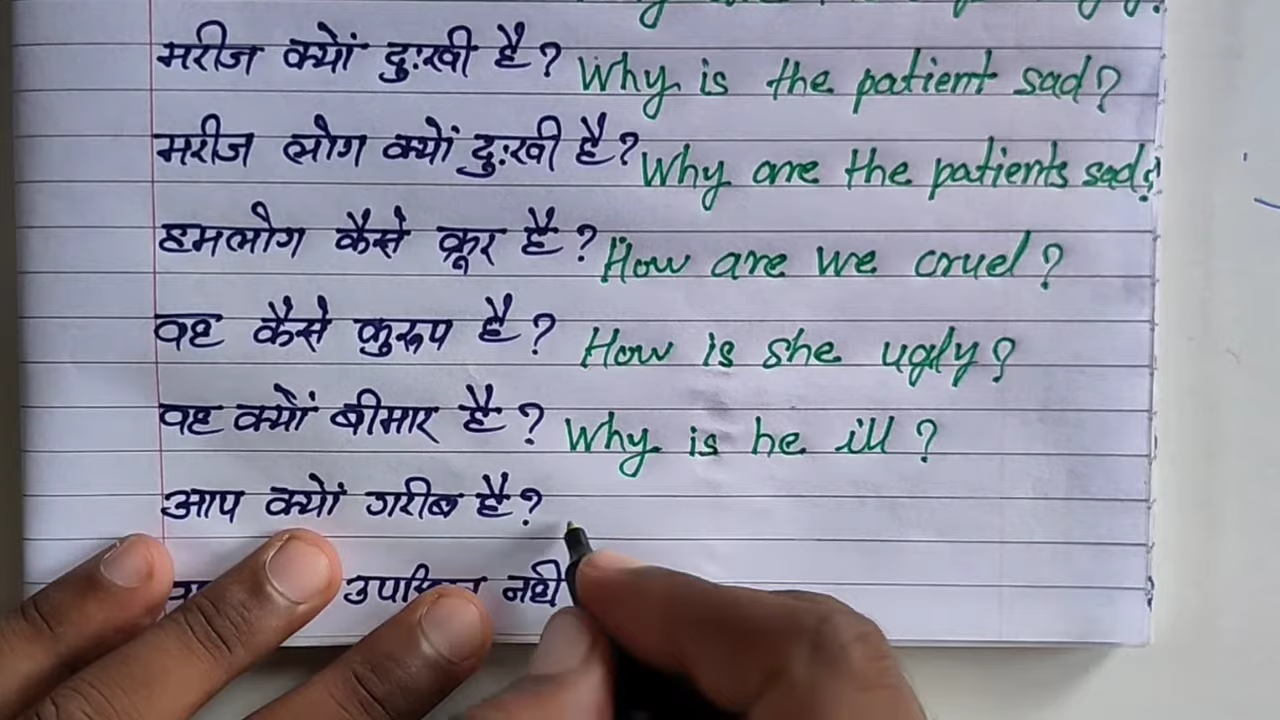 मरीज क्यों दुःखी है? Why is the patient sad?
मरीज लोग क्यों दुःखी है? Why are the patients sad?
हमलोग कैसे क्रूर है? How are we cruel?
वह कैसे कुरूप है? How is she ugly?
वह क्यों बीमार है? Why is he ill?
आप क्यों गरीब है?
नही